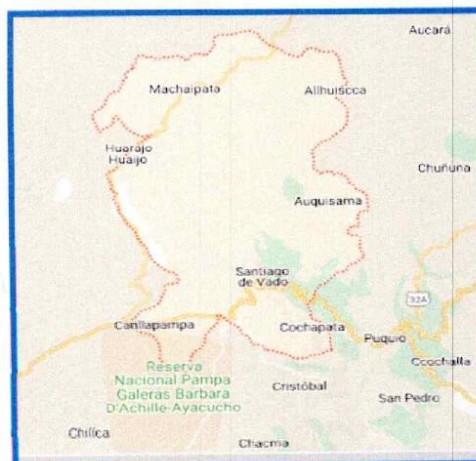 Aucará
Machaipata
Allhuiscca
Huarajo
Huaijo
Chuñuna
Auquisama
Santiago
de Vado
32A
Canllapampa
Cochapata
Puquio
Ccochalla
Reserva
Nacional Pampa
Galeras Barbara
D'Achille-Ayacucho
Cristóbal
San Pedro
Chilica
Chacma